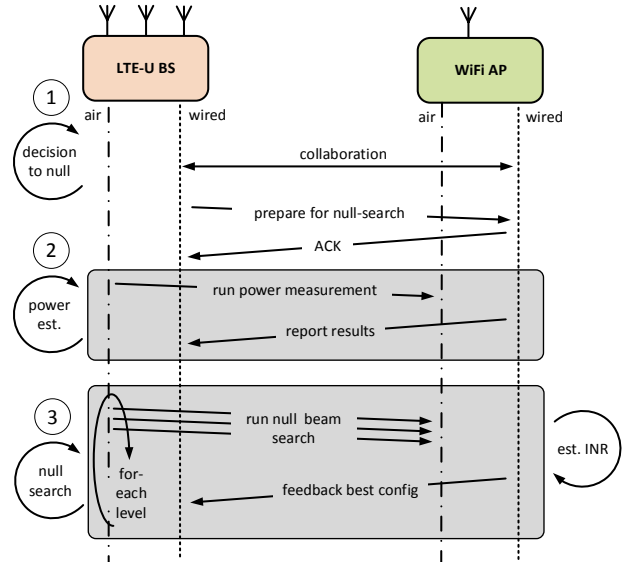 LTE-U BS
WiFi AP
1
air
wired
air
wired
decision
to null
collaboration
prepare for null-search
ACK
2
power
est.
run power measurement
report results
3
null
search
run null beam
search
for-
each
level
feedback best config
est. INR